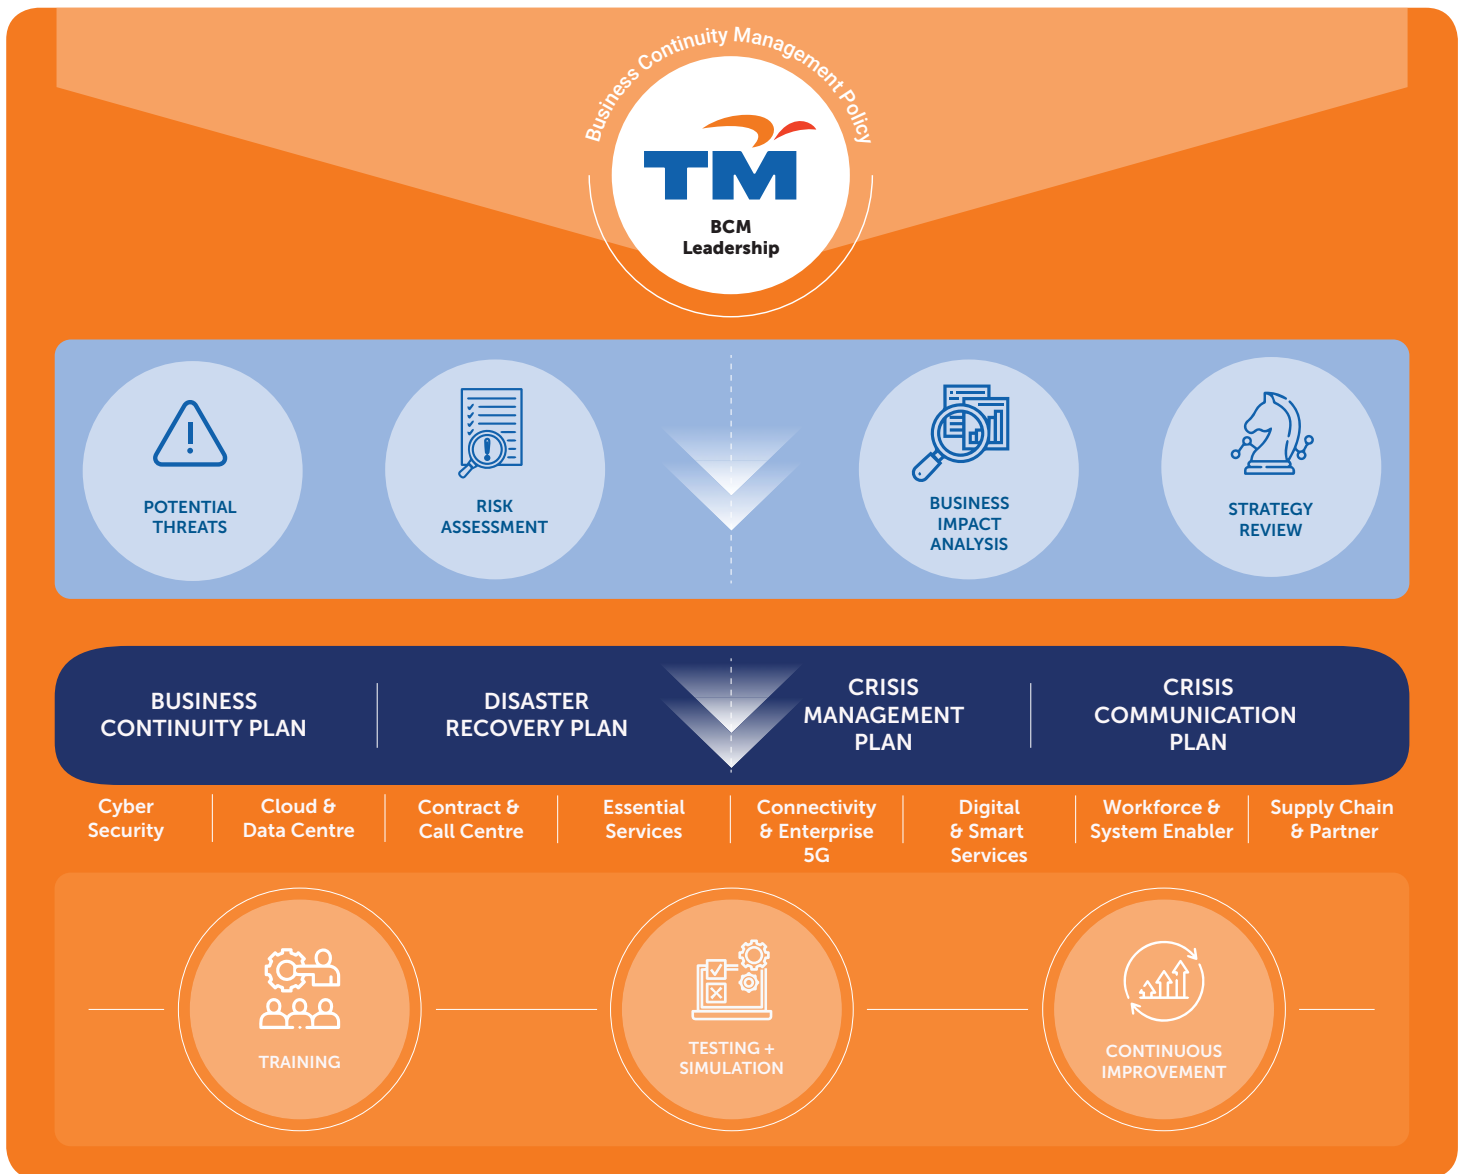 Business Continuity Management Policy
TM
BCM
Leadership
POTENTIAL
THREATS
RISK
ASSESSMENT
BUSINESS
IMPACT
ANALYSIS
STRATEGY
REVIEW
BUSINESS
CONTINUITY PLAN
DISASTER
RECOVERY PLAN
CRISIS
MANAGEMENT
PLAN
CRISIS
COMMUNICATION
PLAN
Cyber
Security
Cloud &
Data Centre
Contract &
Call Centre
Essential
Services
Connectivity
& Enterprise
5G
Digital
& Smart
Services
Workforce &
System Enabler
Supply Chain
& Partner
TRAINING
TESTING +
SIMULATION
CONTINUOUS
IMPROVEMENT